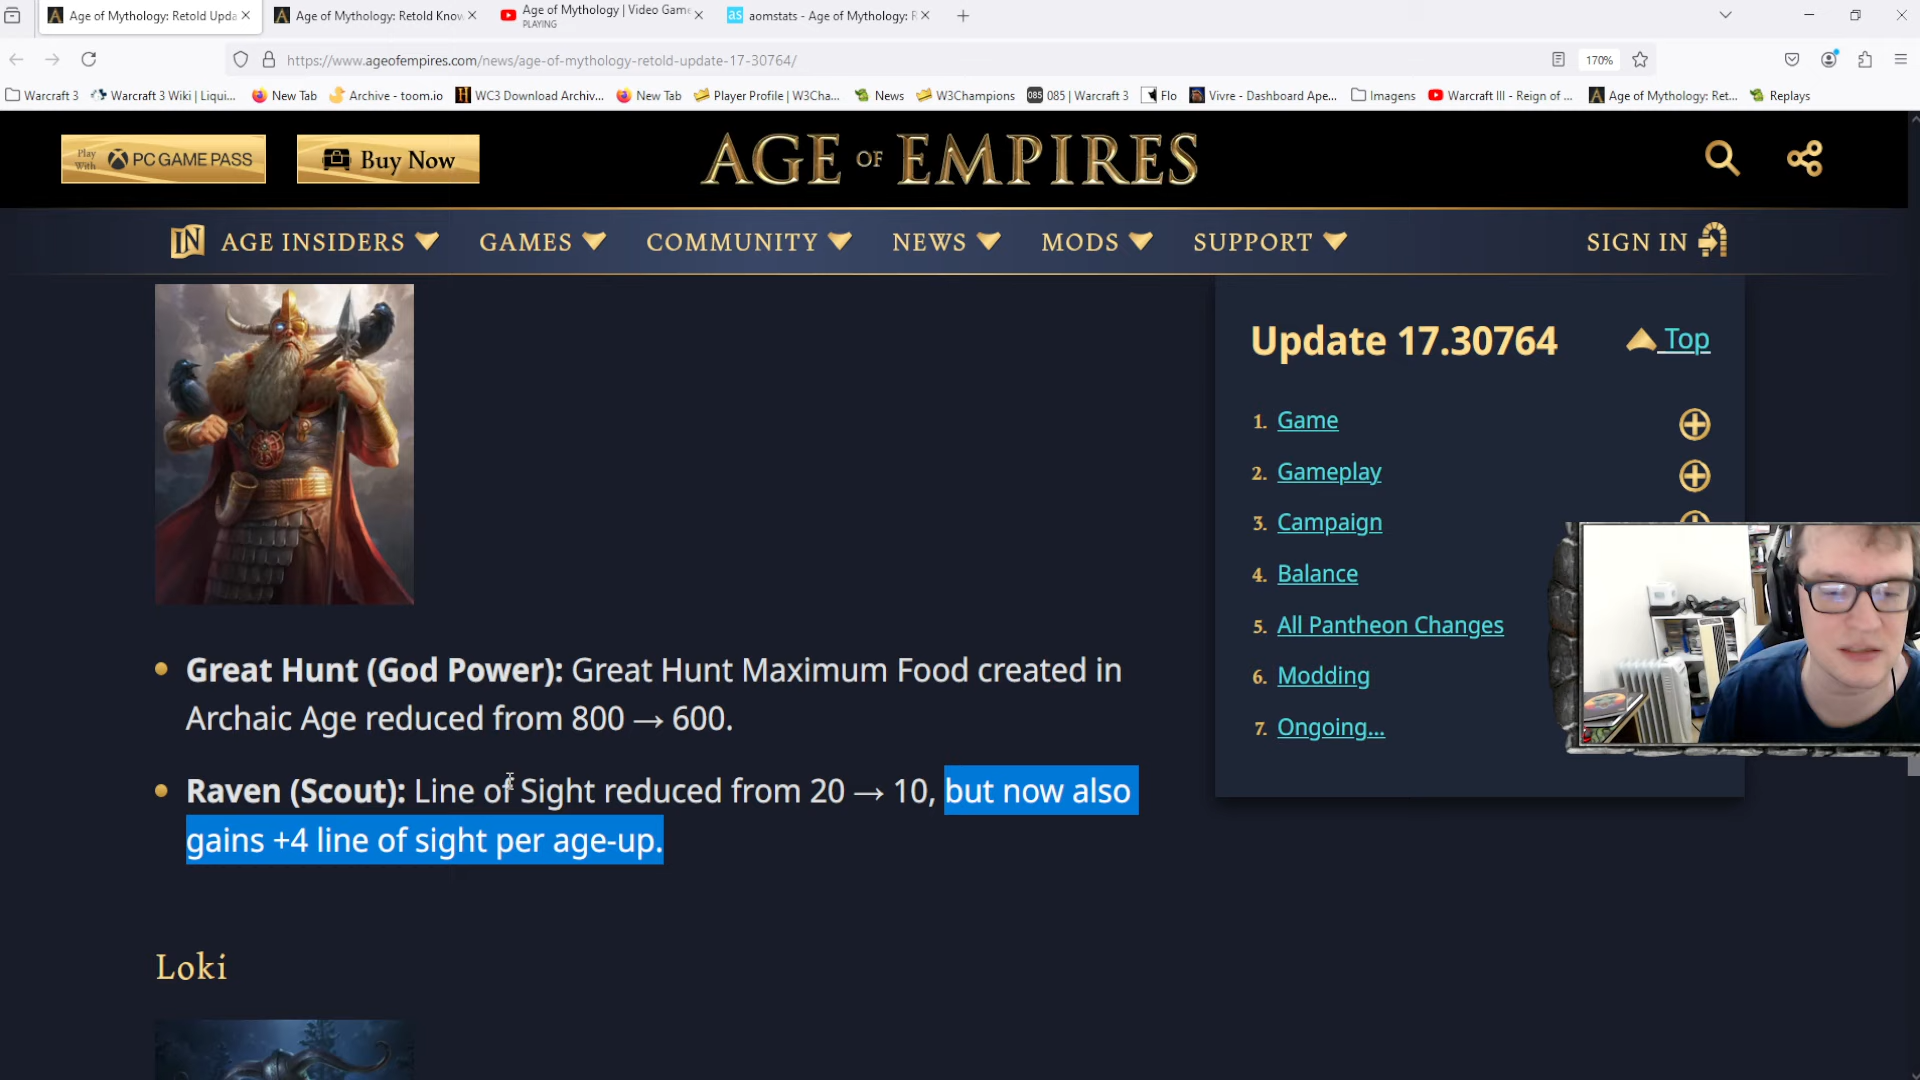 Age of Mythology: Retold Upda
Age of Mythology: Retold Know
Age of Mythology | Video Game
PLAYING
aomstats - Age of Mythology: R
https://www.ageofempires.com/news/age-of-mythology-retold-update-17-30764/
170%
Warcraft 3
Warcraft 3 Wiki | Liqui...
New Tab
Archive - toom.io
WC3 Download Archiv...
New Tab
Player Profile | W3Cha...
News
W3Champions
085 | Warcraft 3
Flo
Vivre - Dashboard Ape...
Imagens
Warcraft III - Reign of ...
Age of Mythology: Ret...
Replays
Play With PC GAME PASS
Buy Now
AGE OF EMPIRES
IN AGE INSIDERS
GAMES
COMMUNITY
NEWS
MODS
SUPPORT
SIGN IN
Update 17.30764
Top
1. Game
2. Gameplay
3. Campaign
4. Balance
5. All Pantheon Changes
6. Modding
7. Ongoing...
Great Hunt (God Power): Great Hunt Maximum Food created in
Archaic Age reduced from 800 → 600.
Raven (Scout): Line of Sight reduced from 20 → 10, but now also
gains +4 line of sight per age-up.
Loki